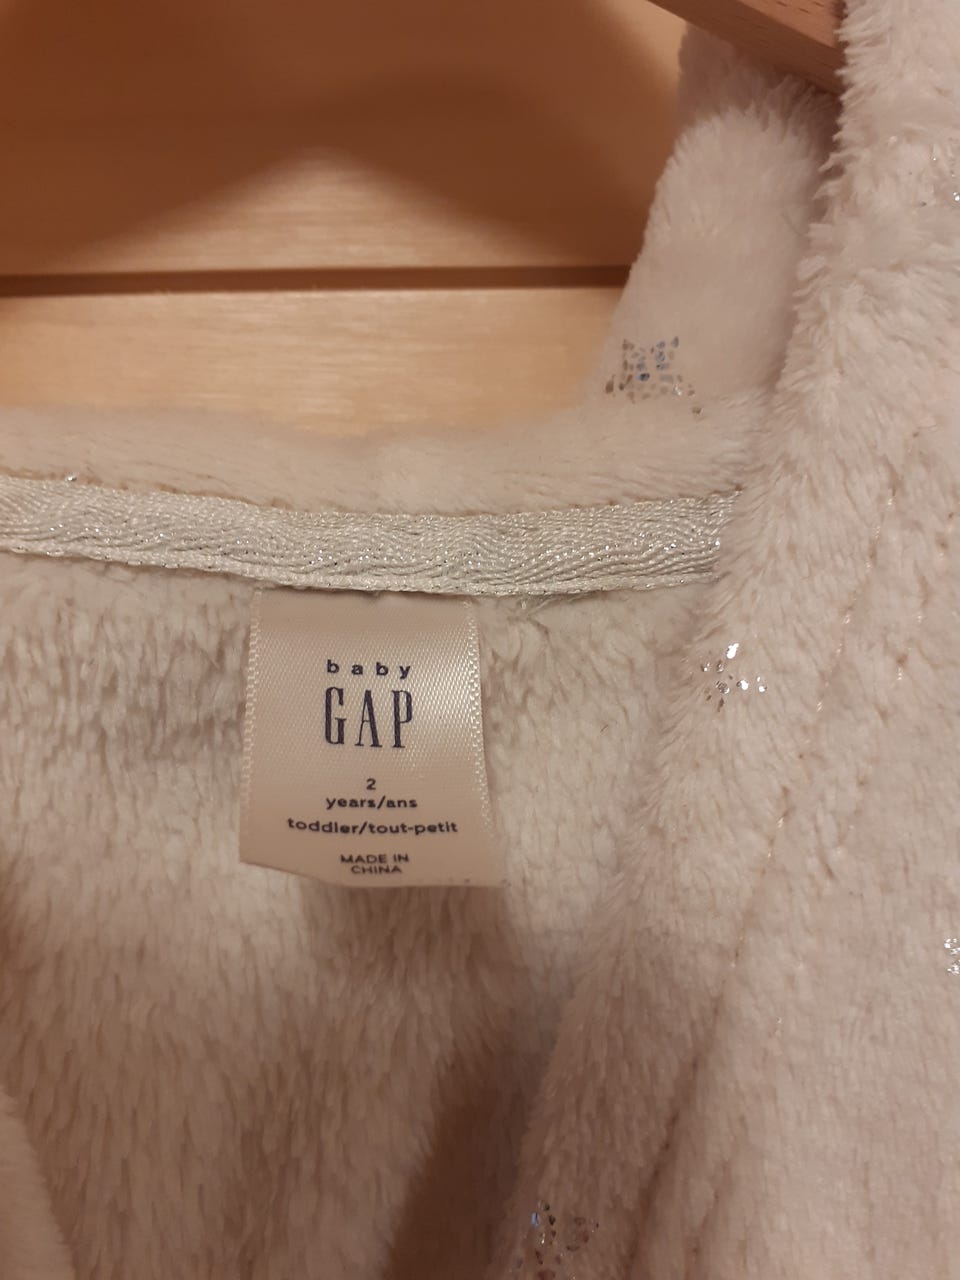 baby
GAP
2
years/ans
toddler/tout-petit
MADE IN
CHINA